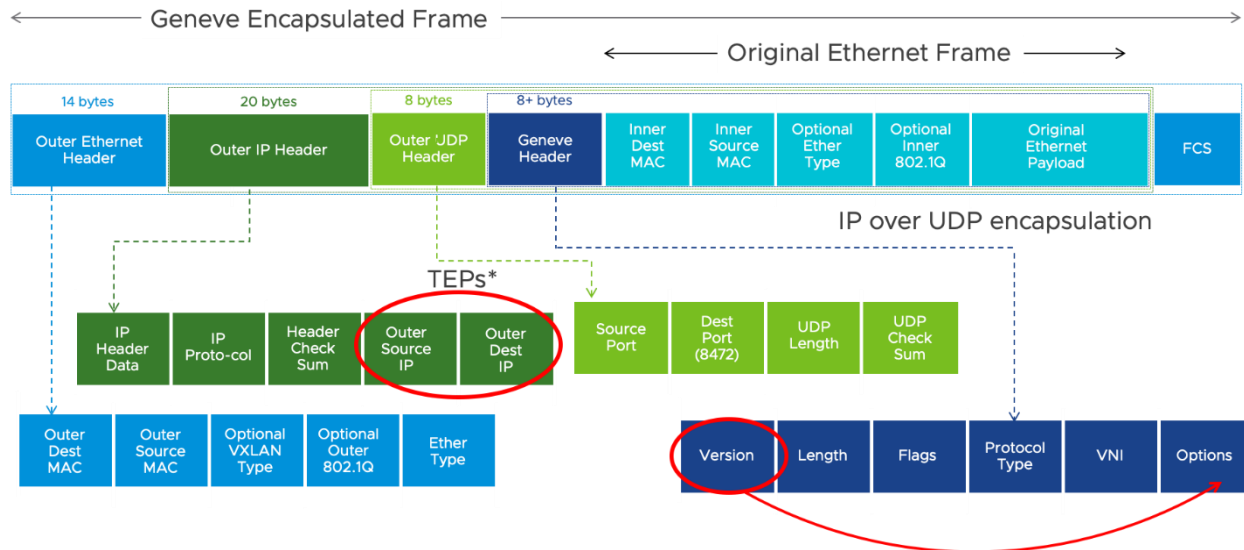 Geneve Encapsulated Frame
Original Ethernet Frame
14 bytes
20 bytes
8 bytes
8+ bytes
Outer Ethernet
Header
Outer IP Header
Outer 'JDP
Header
Geneve
Header
Inner
Dest
MAC
Inner
Source
MAC
Optional
Ether
Type
Optional
Inner
802.1Q
Original
Ethernet
Payload
FCS
IP over UDP encapsulation
TEPs*
IP
Header
Data
IP
Proto-col
Header
Check
Sum
Outer
Source
IP
Outer
Dest
IP
Source
Port
Dest
Port
(8472)
UDP
Length
UDP
Check
Sum
Outer
Dest
MAC
Outer
Source
MAC
Optional
VXLAN
Type
Optional
Outer
802.1Q
Ether
Type
Version
Length
Flags
Protocol
Type
VNI
Options